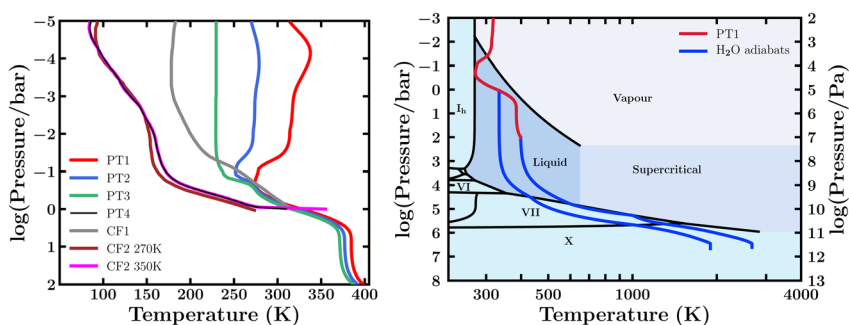 −5
−4
−3
−2
−1
0
1
2
log(Pressure/bar)
PT1
PT2
PT3
PT4
CF1
CF2 270K
CF2 350K
100 150 200 250 300 350 400
Temperature (K)
−3
−2
−1
0
1
2
3
4
5
6
7
8
log(Pressure/bar)
PT1
H₂O adiabats
Vapour
Liquid
Supercritical
Iₕ
VI
VII
X
2
3
4
5
6
7
8
9
10
11
12
13
log(Pressure/Pa)
300 500 1000 4000
Temperature (K)